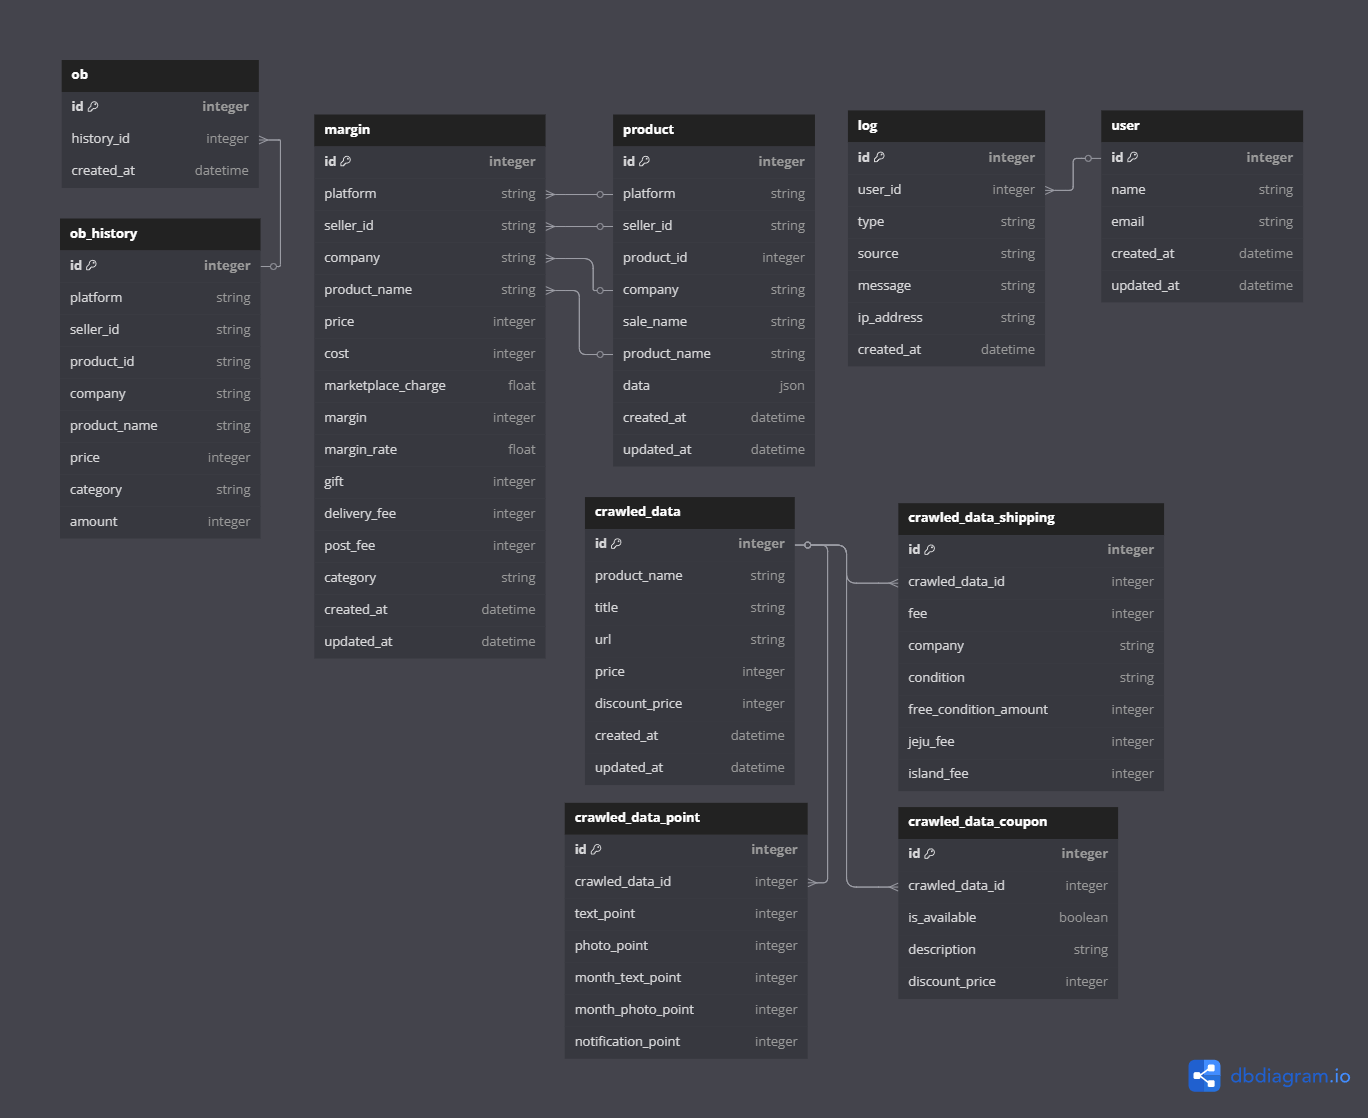 ob
id integer
history_id integer
created_at datetime
ob_history
id integer
platform string
seller_id string
product_id string
company string
product_name string
price integer
category string
amount integer
margin
id integer
platform string
seller_id string
company string
product_name string
price integer
cost integer
marketplace_charge float
margin integer
margin_rate float
gift integer
delivery_fee integer
post_fee integer
category string
created_at datetime
updated_at datetime
product
id integer
platform string
seller_id string
product_id integer
company string
sale_name string
product_name string
data json
created_at datetime
updated_at datetime
log
id integer
user_id integer
type string
source string
message string
ip_address string
created_at datetime
user
id integer
name string
email string
created_at datetime
updated_at datetime
crawled_data
id integer
product_name string
title string
url string
price integer
discount_price integer
created_at datetime
updated_at datetime
crawled_data_shipping
id integer
crawled_data_id integer
fee integer
company string
condition string
free_condition_amount integer
jeju_fee integer
island_fee integer
crawled_data_point
id integer
crawled_data_id integer
text_point integer
photo_point integer
month_text_point integer
month_photo_point integer
notification_point integer
crawled_data_coupon
id integer
crawled_data_id integer
is_available boolean
description string
discount_price integer
dbdiagram.io